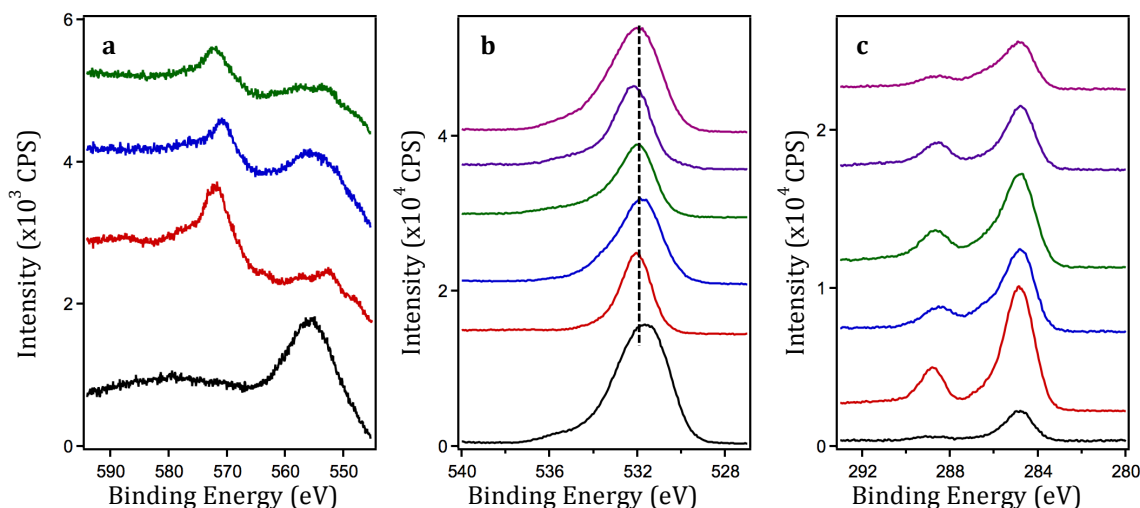 a
6
4
2
0
590
580
570
560
550
Intensity (x10³ CPS)
Binding Energy (eV)
b
4
2
0
540
536
532
528
Intensity (x10⁴ CPS)
Binding Energy (eV)
c
2
1
0
292
288
284
280
Intensity (x10⁴ CPS)
Binding Energy (eV)